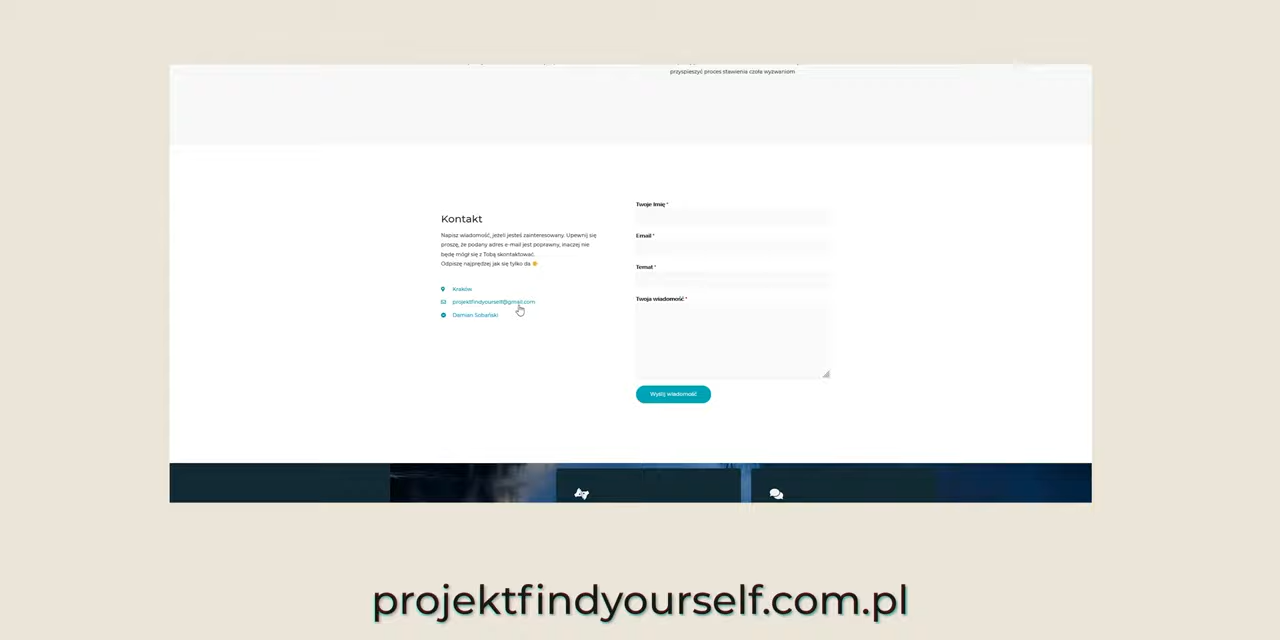 przyspieszyć proces stawienia czoła wyzwaniom
Kontakt
Napisz wiadomość, jeżeli jesteś zainteresowany. Upewnij się
proszę, że podany adres e-mail jest poprawny, inaczej nie
będę mógł się z Tobą skontaktować.
Odpiszę najprędzej jak się tylko da
Kraków
projektfindyourself@gmail.com
Damian Sobański
Twoje Imię *
Email *
Temat *
Twoja wiadomość *
Wyślij wiadomość
projektfindyourself.com.pl